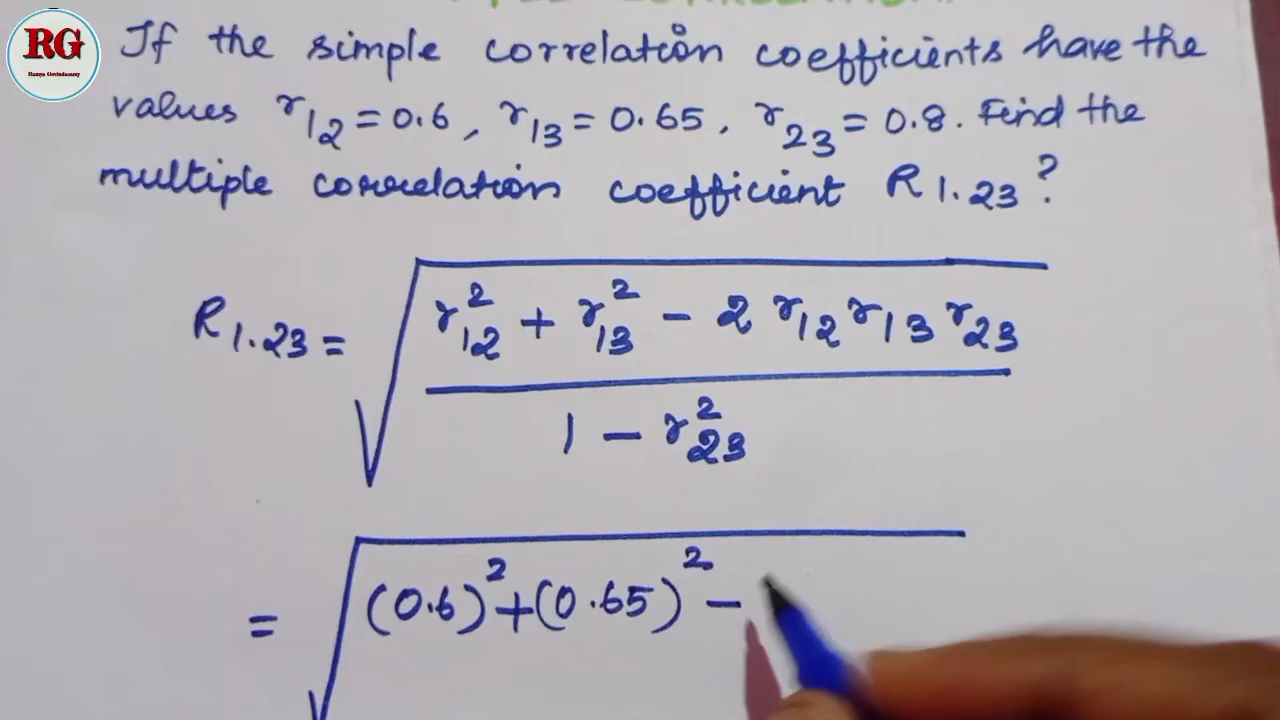 RG
Ramya Govindasamy
If the simple correlation coefficients have the
values r₁₂ = 0.6, r₁₃ = 0.65, r₂₃ = 0.8. Find the
multiple correlation coefficient R₁.₂₃?
R₁.₂₃ = √
r₁₂² + r₁₃² - 2 r₁₂ r₁₃ r₂₃
1 - r₂₃²
= √(0.6)² + (0.65)² -